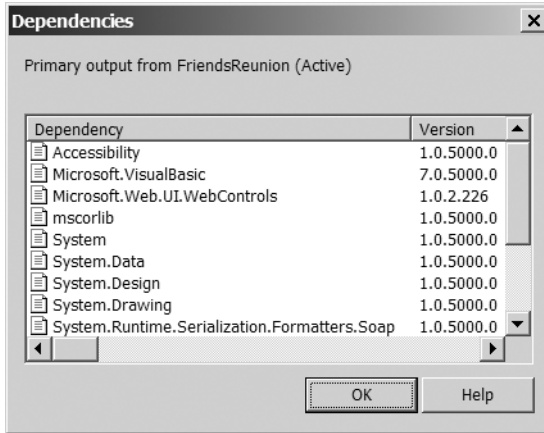 Dependencies
Primary output from FriendsReunion (Active)
Dependency Version
Accessibility 1.0.5000.0
Microsoft.VisualBasic 7.0.5000.0
Microsoft.Web.UI.WebControls 1.0.2.226
mscorlib 1.0.5000.0
System 1.0.5000.0
System.Data 1.0.5000.0
System.Design 1.0.5000.0
System.Drawing 1.0.5000.0
System.Runtime.Serialization.Formatters.Soap 1.0.5000.0
OK Help